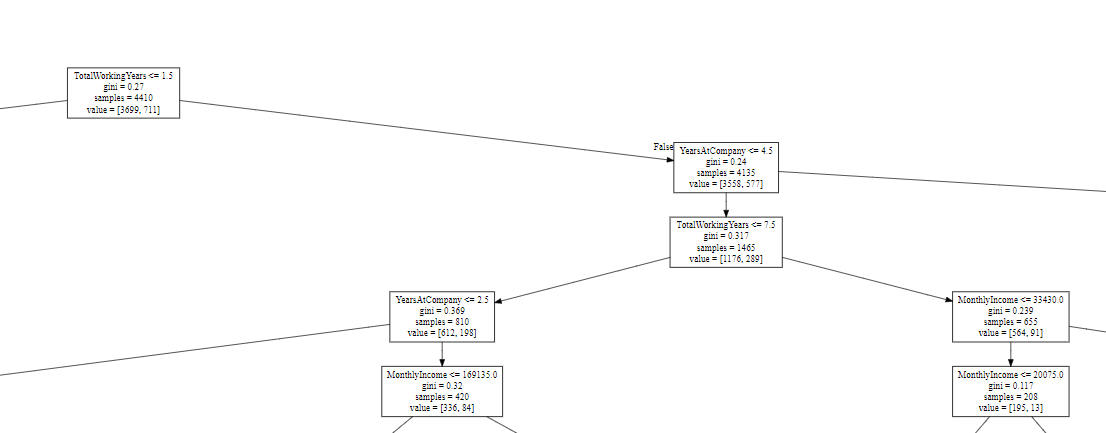 TotalWorkingYears <= 1.5
gini = 0.27
samples = 4410
value = [3699, 711]
False
YearsAtCompany <= 4.5
gini = 0.24
samples = 4135
value = [3558, 577]
TotalWorkingYears <= 7.5
gini = 0.317
samples = 1465
value = [1176, 289]
YearsAtCompany <= 2.5
gini = 0.369
samples = 810
value = [612, 198]
MonthlyIncome <= 33430.0
gini = 0.239
samples = 655
value = [564, 91]
MonthlyIncome <= 169135.0
gini = 0.32
samples = 420
value = [336, 84]
MonthlyIncome <= 20075.0
gini = 0.117
samples = 208
value = [195, 13]